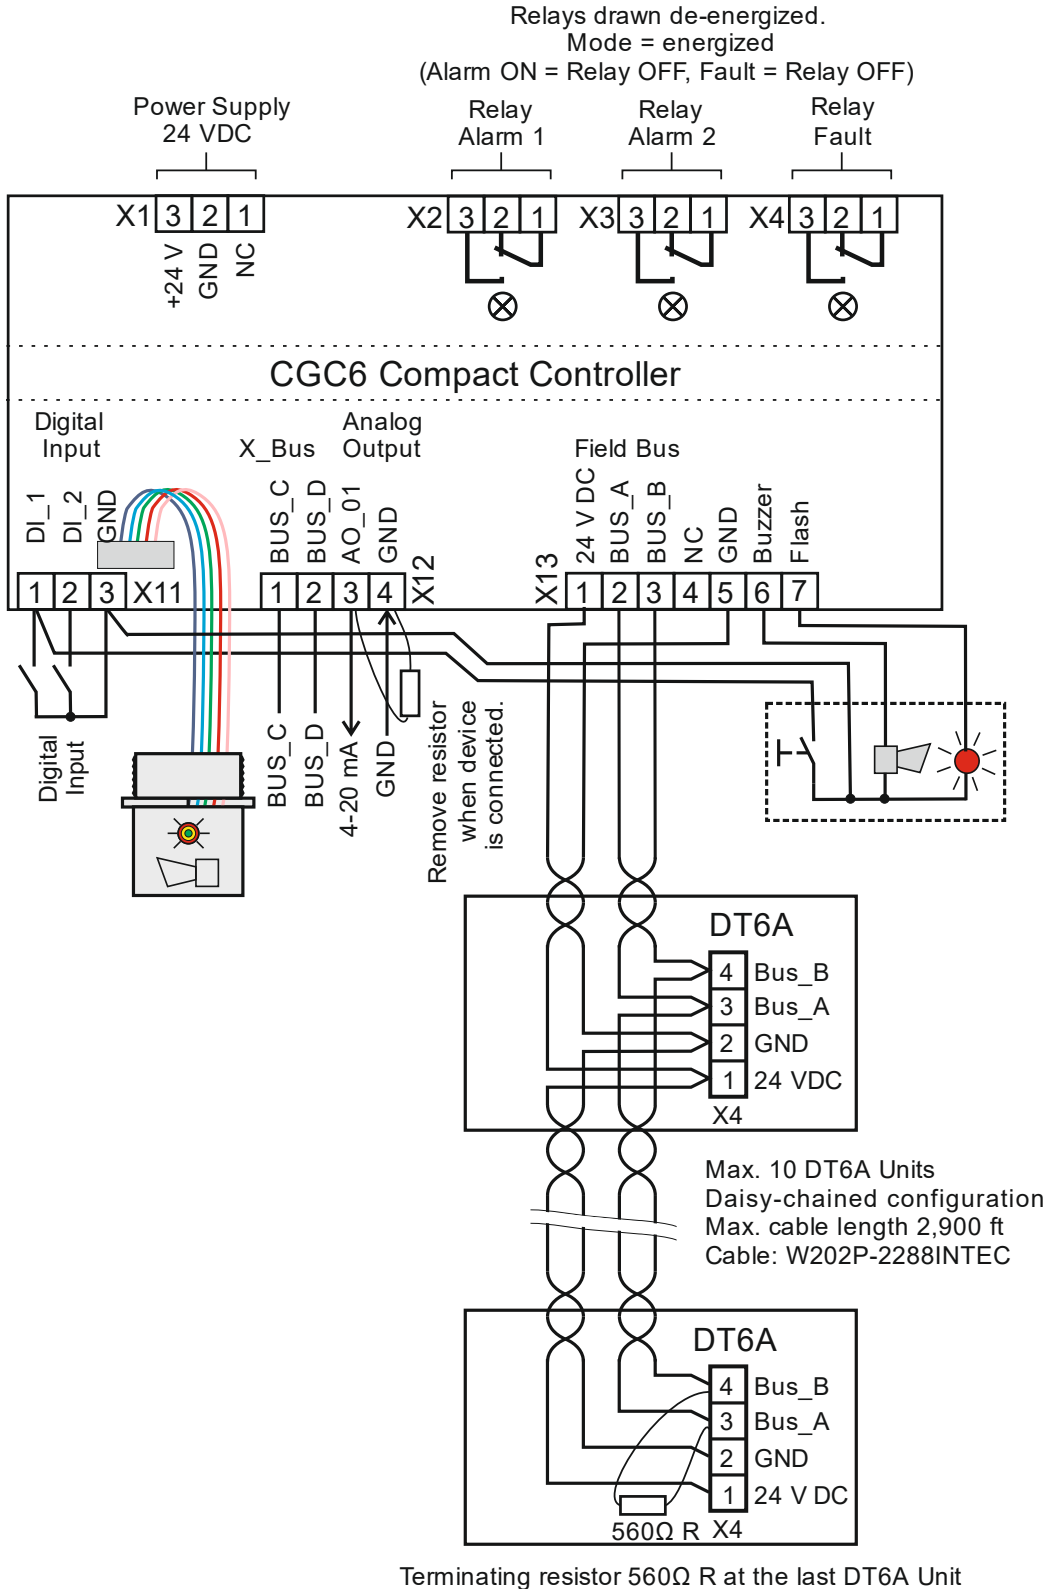 Relays drawn de-energized.
Mode = energized
(Alarm ON = Relay OFF, Fault = Relay OFF)
Power Supply
24 VDC
Relay
Alarm 1
Relay
Alarm 2
Relay
Fault
X1 3 2 1
X2 3 2 1
X3 3 2 1
X4 3 2 1
+24 V
GND
NC
CGC6 Compact Controller
Digital
Input
X_Bus
Analog
Output
Field Bus
DI_1
DI_2
GND
BUS_C
BUS_D
AO_01
GND
24 V DC
BUS_A
BUS_B
NC
GND
Buzzer
Flash
1 2 3 X11
1 2 3 4 X12
X13 1 2 3 4 5 6 7
Digital
Input
BUS_C
BUS_D
4-20 mA
GND
Remove resistor
when device
is connected.
DT6A
4 Bus_B
3 Bus_A
2 GND
1 24 VDC
X4
Max. 10 DT6A Units
Daisy-chained configuration
Max. cable length 2,900 ft
Cable: W202P-2288INTEC
DT6A
4 Bus_B
3 Bus_A
2 GND
1 24 V DC
560Ω R X4
Terminating resistor 560Ω R at the last DT6A Unit